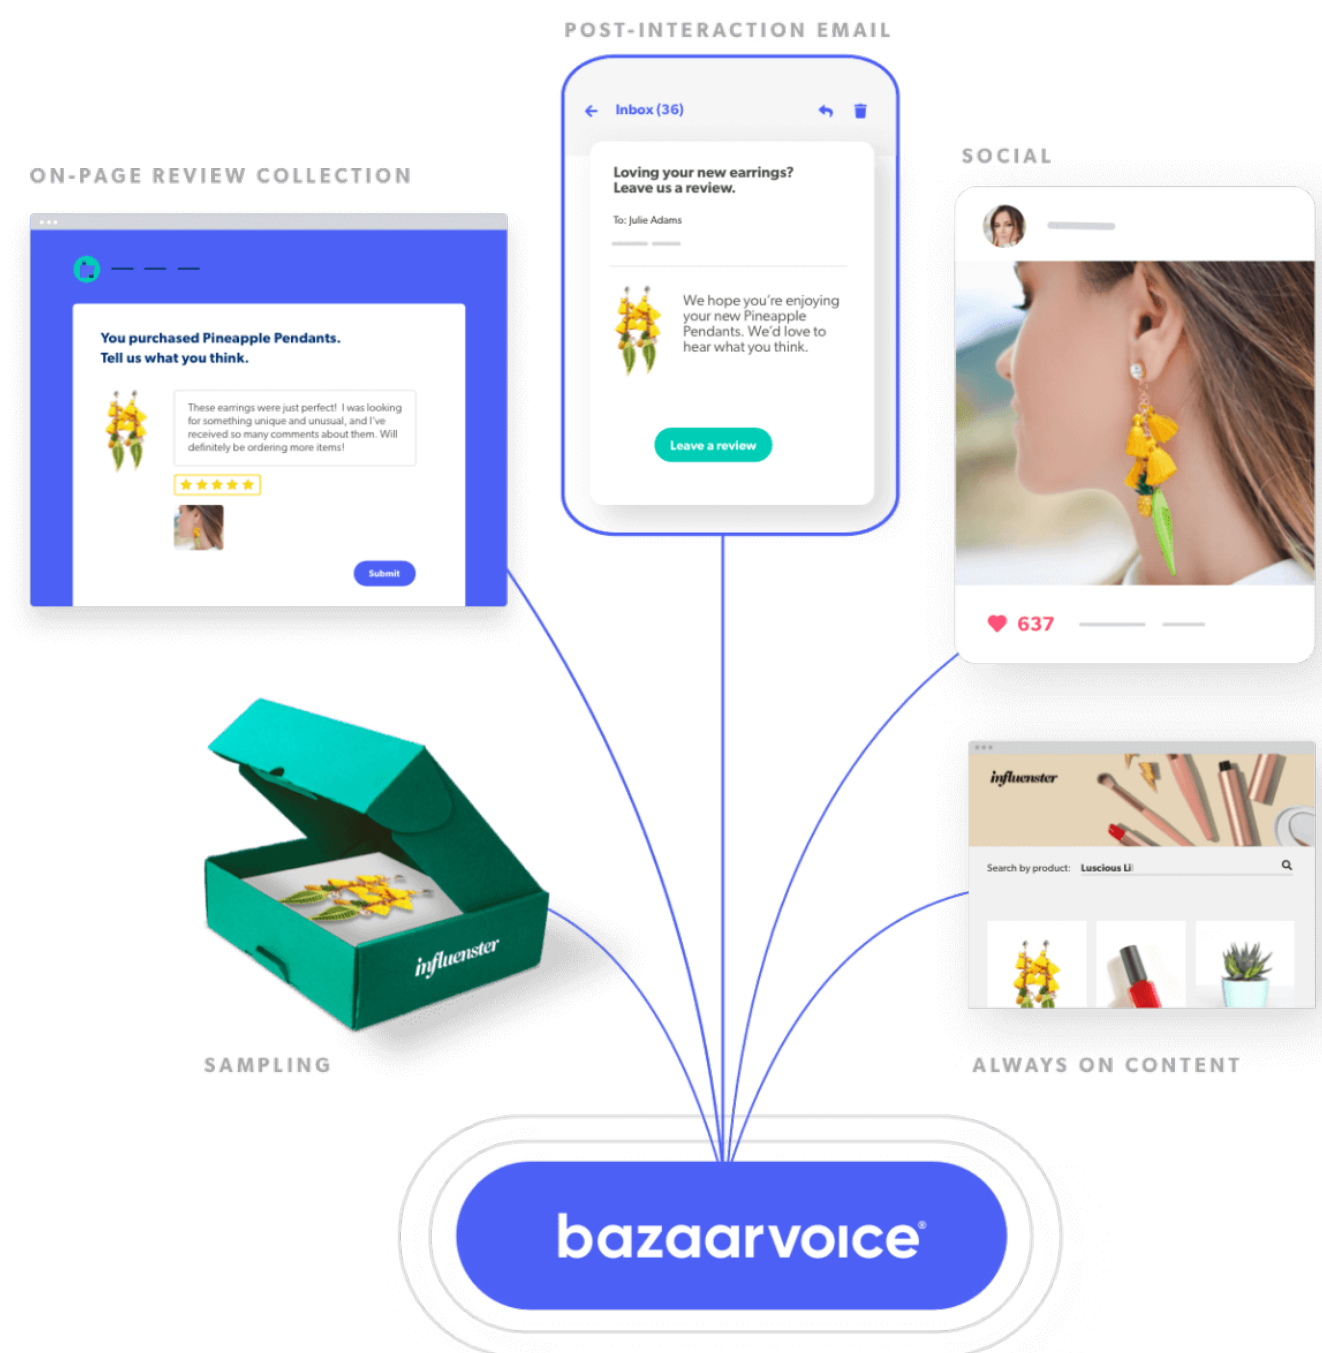 POST-INTERACTION EMAIL
Inbox (36)
Loving your new earrings?
Leave us a review.
To: Julie Adams
We hope you're enjoying
your new Pineapple
Pendants. We'd love to
hear what you think.
Leave a review
ON-PAGE REVIEW COLLECTION
You purchased Pineapple Pendants.
Tell us what you think.
These earrings were just perfect! I was looking
for something unique and unusual, and I've
received so many comments about them. Will
definitely be ordering more items!
Submit
SOCIAL
637
influenster
SAMPLING
influenster
Search by product: Luscious Li
ALWAYS ON CONTENT
bazaarvoice®